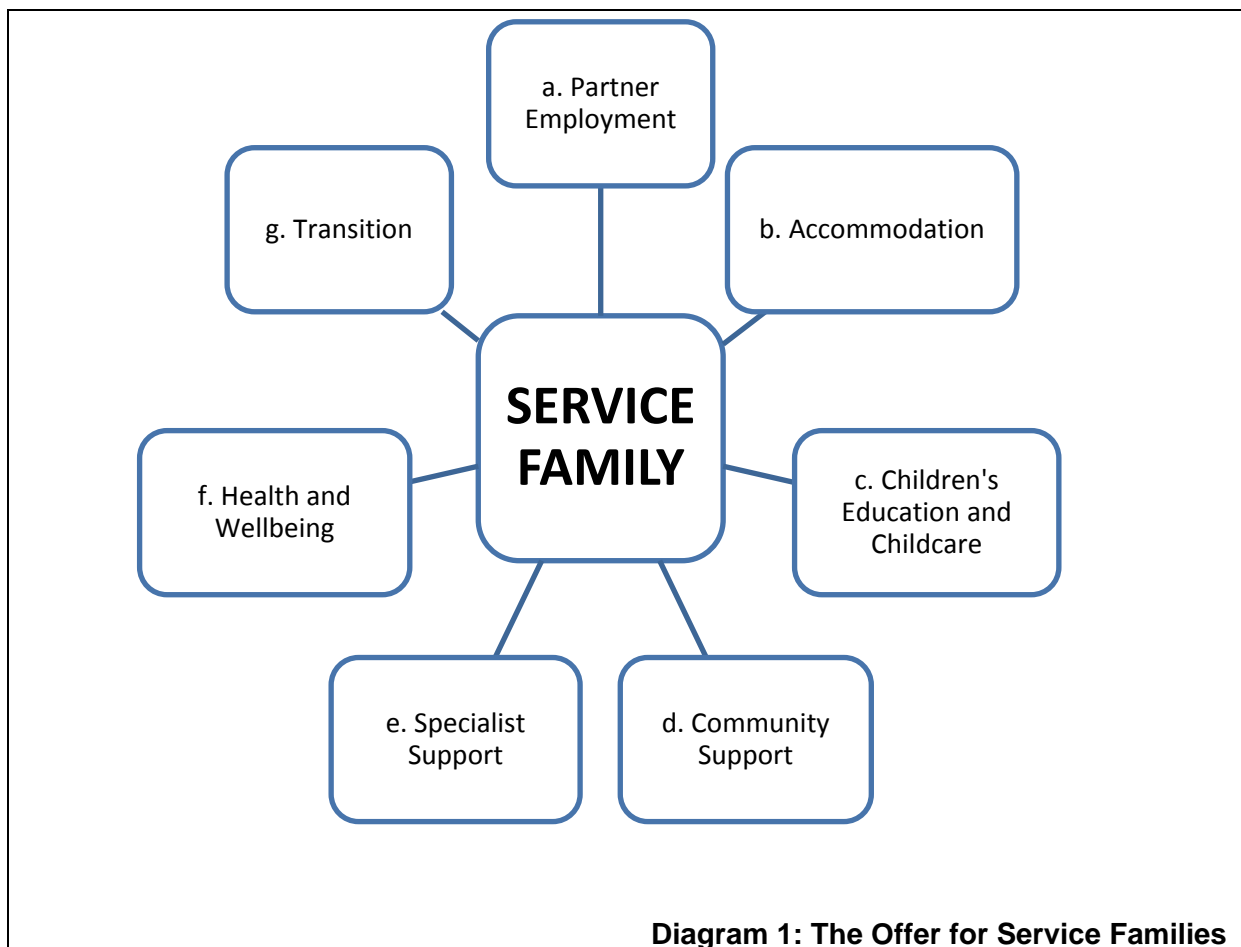 a. Partner
Employment
g. Transition
b. Accommodation
SERVICE
FAMILY
f. Health and
Wellbeing
c. Children's
Education and
Childcare
e. Specialist
Support
d. Community
Support
Diagram 1: The Offer for Service Families